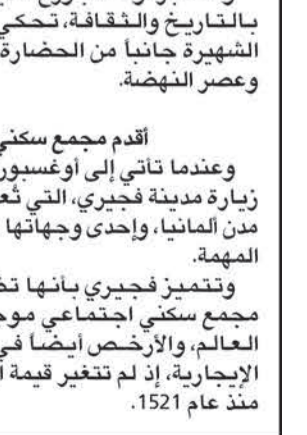 بالتاريخ والثقافة، تحكي
الشهيرة جانباً من الحضارة
وعصر النهضة.
أقدم مجمع سكني
وعندما تأتي إلى أوغسبور
زيارة مدينة فجيري، التي تُع
مدن ألمانيا، وإحدى وجهاتها
المهمة.
وتتميز فجيري بأنها تض
مجمع سكني اجتماعي موج
العالم، والأرخص أيضاً في
الإيجارية، إذ لم تتغير قيمة ا
منذ عام 1521.